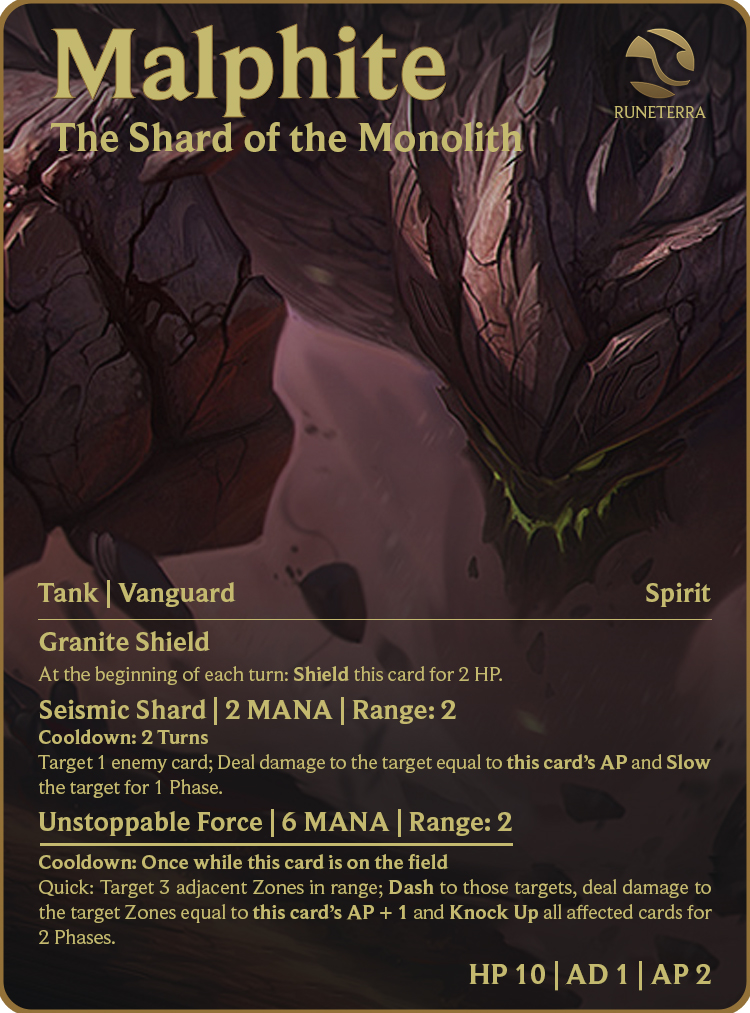 Malphite
RUNETERRA
The Shard of the Monolith
Tank | Vanguard
Spirit
Granite Shield
At the beginning of each turn: Shield this card for 2 HP.
Seismic Shard | 2 MANA | Range: 2
Cooldown: 2 Turns
Target 1 enemy card; Deal damage to the target equal to this card's AP and Slow
the target for 1 Phase.
Unstoppable Force | 6 MANA | Range: 2
Cooldown: Once while this card is on the field
Quick: Target 3 adjacent Zones in range; Dash to those targets, deal damage to
the target Zones equal to this card's AP + 1 and Knock Up all affected cards for
2 Phases.
HP 10 | AD 1 | AP 2